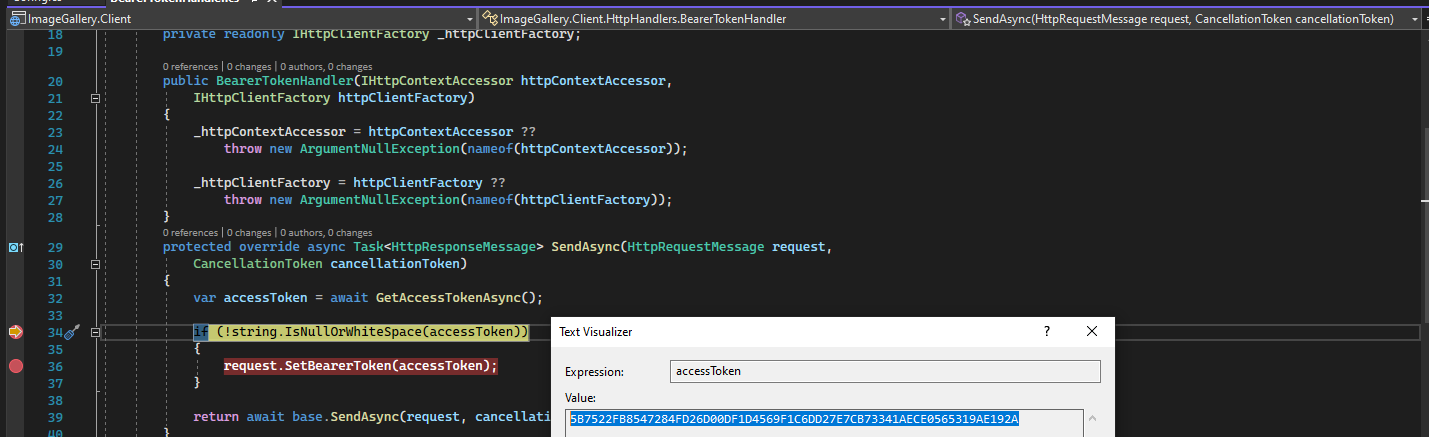 ImageGallery.Client
ImageGallery.Client.HttpHandlers.BearerTokenHandler
SendAsync(HttpRequestMessage request, CancellationToken cancellationToken)
18 private readonly IHttpClientFactory _httpClientFactory;
19
0 references | 0 changes | 0 authors, 0 changes
20 public BearerTokenHandler(IHttpContextAccessor httpContextAccessor,
21 IHttpClientFactory httpClientFactory)
22 {
23 _httpContextAccessor = httpContextAccessor ??
24 throw new ArgumentNullException(nameof(httpContextAccessor));
25
26 _httpClientFactory = httpClientFactory ??
27 throw new ArgumentNullException(nameof(httpClientFactory));
28 }
0 references | 0 changes | 0 authors, 0 changes
29 protected override async Task<HttpResponseMessage> SendAsync(HttpRequestMessage request,
30 CancellationToken cancellationToken)
31 {
32 var accessToken = await GetAccessTokenAsync();
33
34 if (!string.IsNullOrWhiteSpace(accessToken))
35 {
36 request.SetBearerToken(accessToken);
37 }
38
39 return await base.SendAsync(request, cancellati
40 }
Text Visualizer
? ×
Expression: accessToken
Value:
5B7522FB8547284FD26D00DF1D4569F1C6DD27E7CB73341AECE0565319AE192A